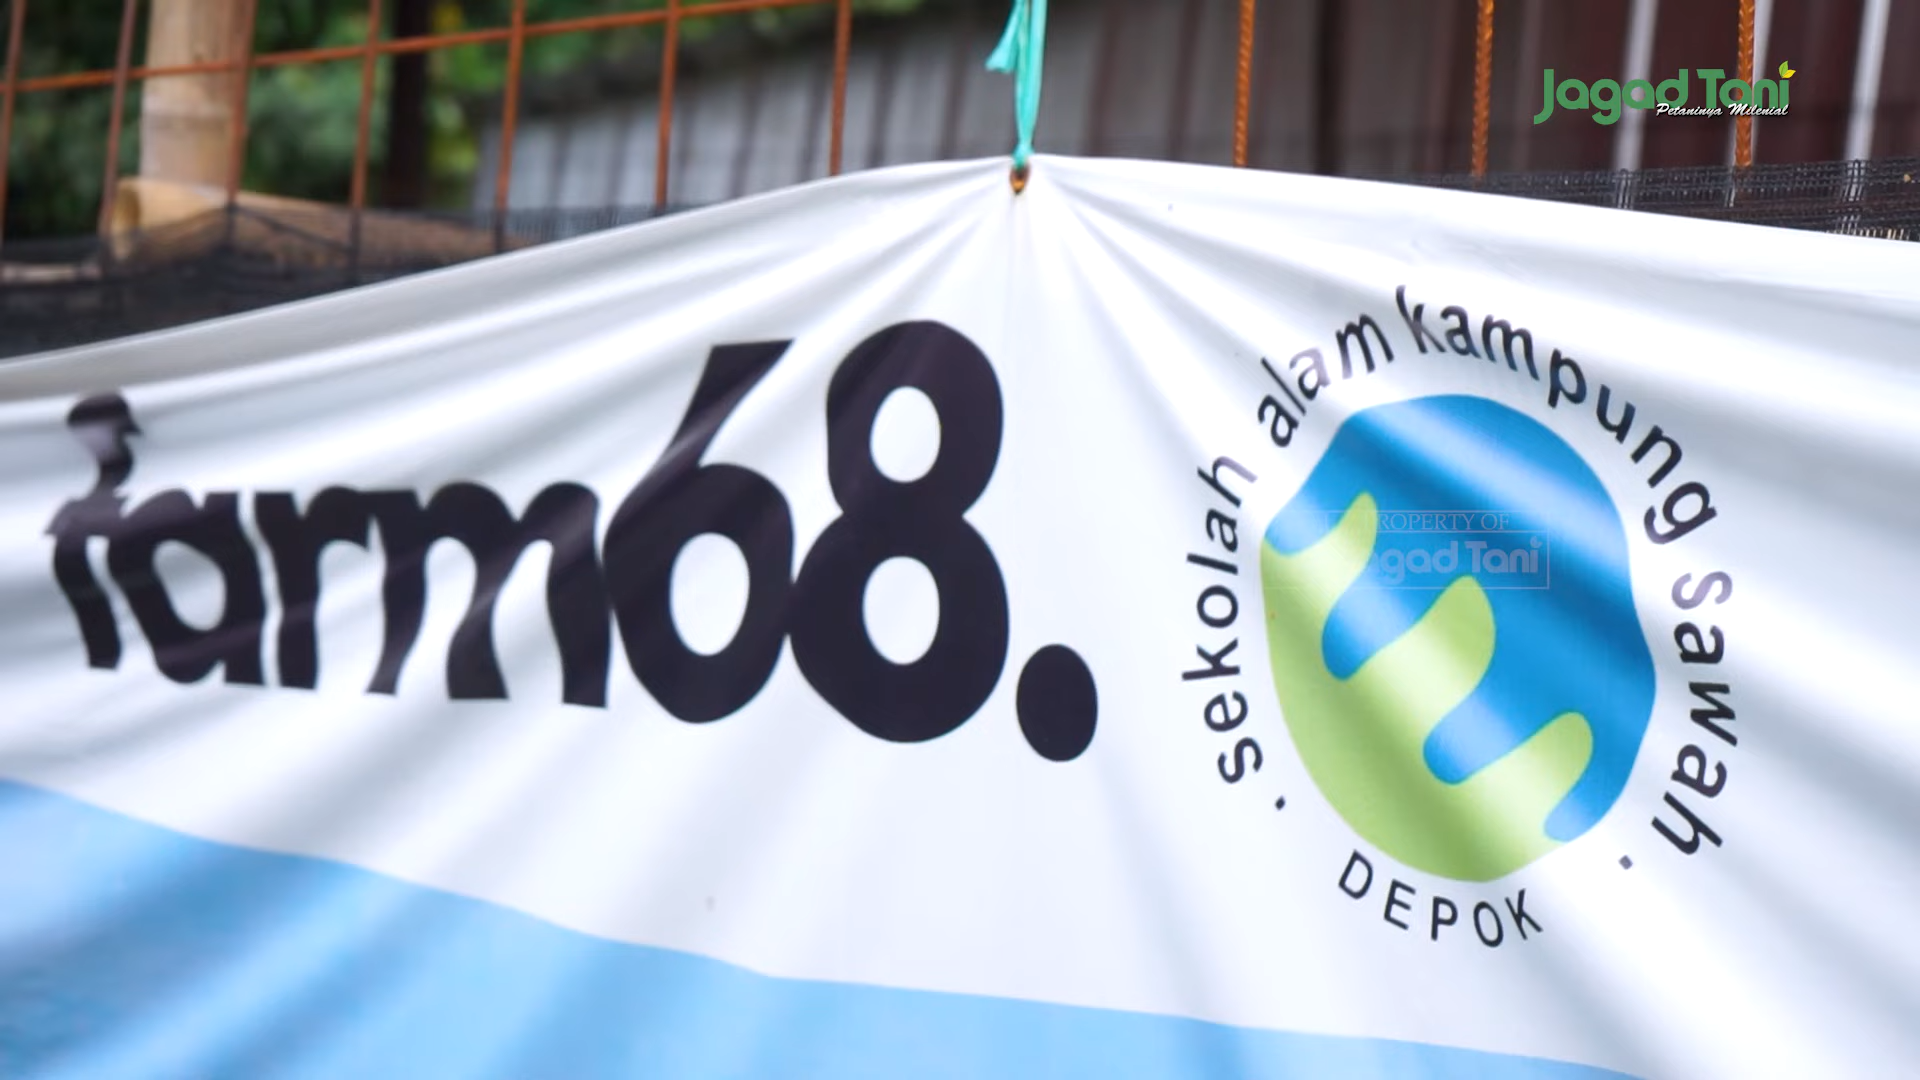 Jagad Tani
Petaninya Milenial
farm68.
sekolah alam kampung sawah
DEPOK
PROPERTY OF
Jagad Tani